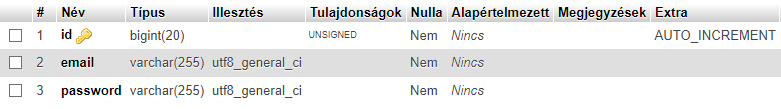 # Név Típus Illesztés Tulajdonságok Nulla Alapértelmezett Megjegyzések Extra
1 id bigint(20) UNSIGNED Nem Nincs AUTO_INCREMENT
2 email varchar(255) utf8_general_ci Nem Nincs
3 password varchar(255) utf8_general_ci Nem Nincs